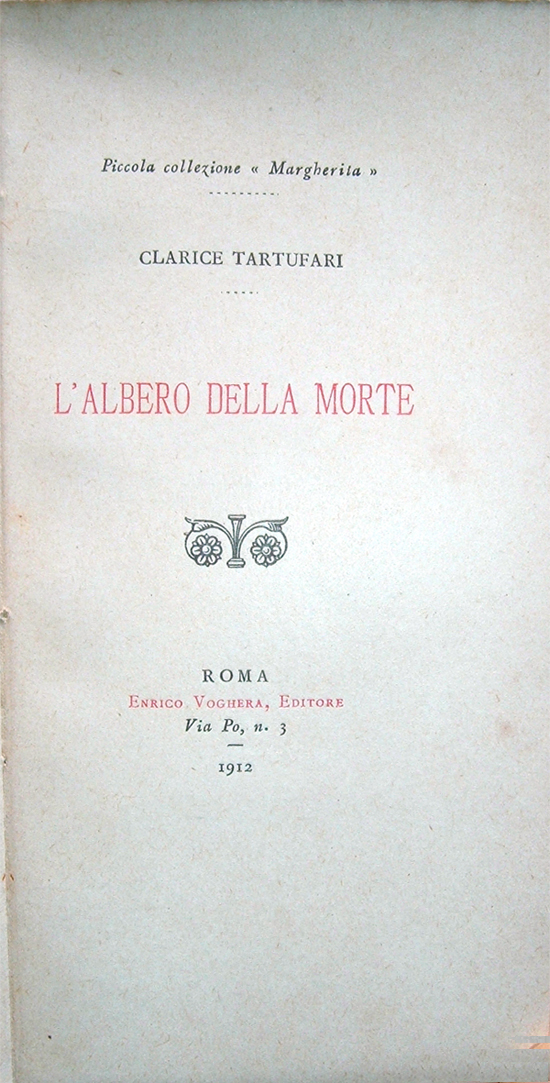 Piccola collezione « Margherita »
CLARICE TARTUFARI
L'ALBERO DELLA MORTE
ROMA
ENRICO VOGHERA, EDITORE
Via Po, n. 3
1912